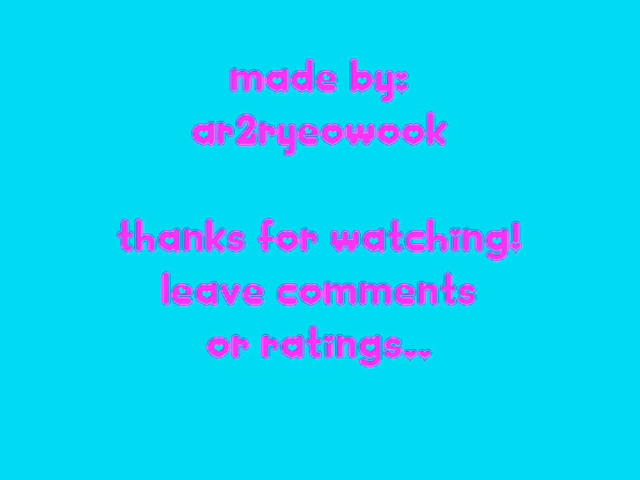 made by:
ar2ryeowook
thanks for watching!
leave comments
or ratings...